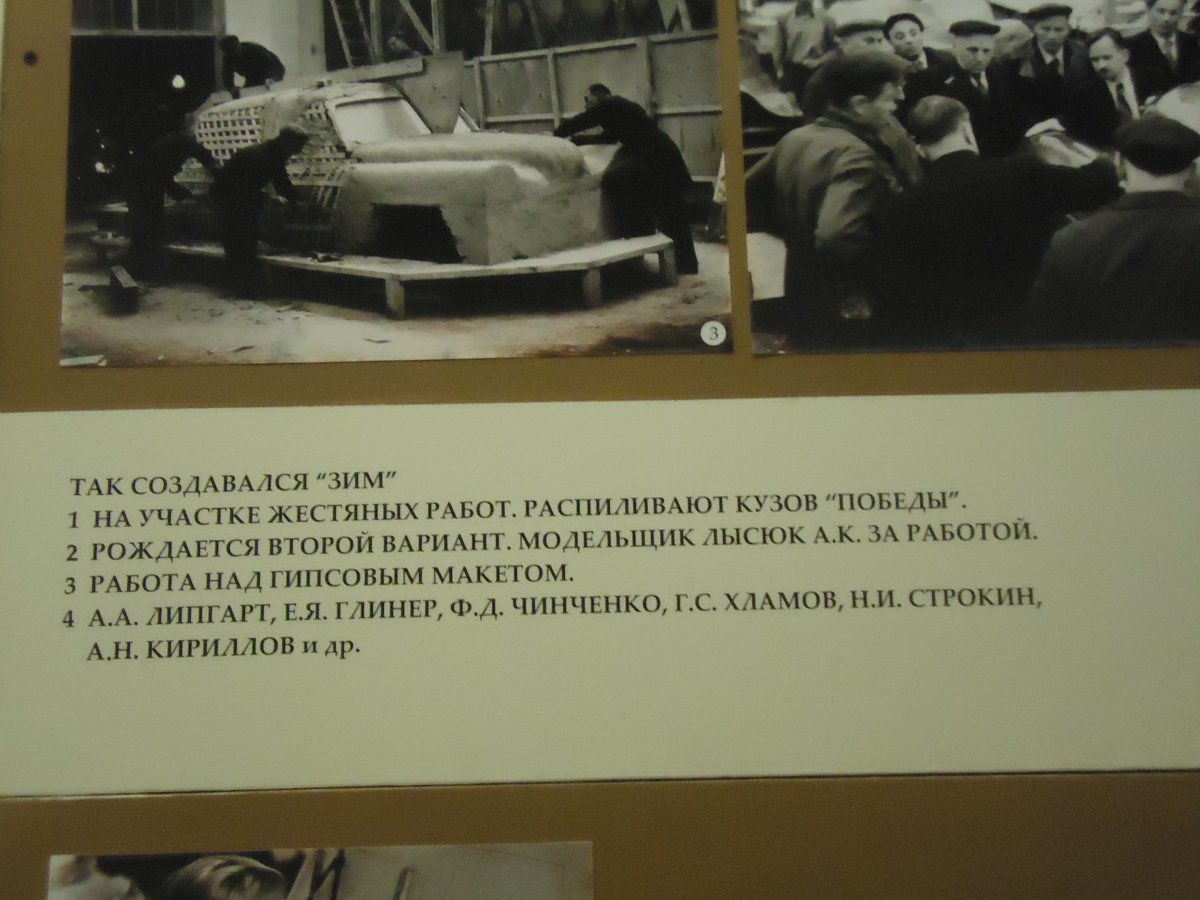 3
ТАК СОЗДАВАЛСЯ “ЗИМ”
1 НА УЧАСТКЕ ЖЕСТЯНЫХ РАБОТ. РАСПИЛИВАЮТ КУЗОВ “ПОБЕДЫ”.
2 РОЖДАЕТСЯ ВТОРОЙ ВАРИАНТ. МОДЕЛЬЩИК ЛЫСЮК А.К. ЗА РАБОТОЙ.
3 РАБОТА НАД ГИПСОВЫМ МАКЕТОМ.
4 А.А. ЛИПГАРТ, Е.Я. ГЛИНЕР, Ф.Д. ЧИНЧЕНКО, Г.С. ХЛАМОВ, Н.И. СТРОКИН,
А.Н. КИРИЛЛОВ и др.